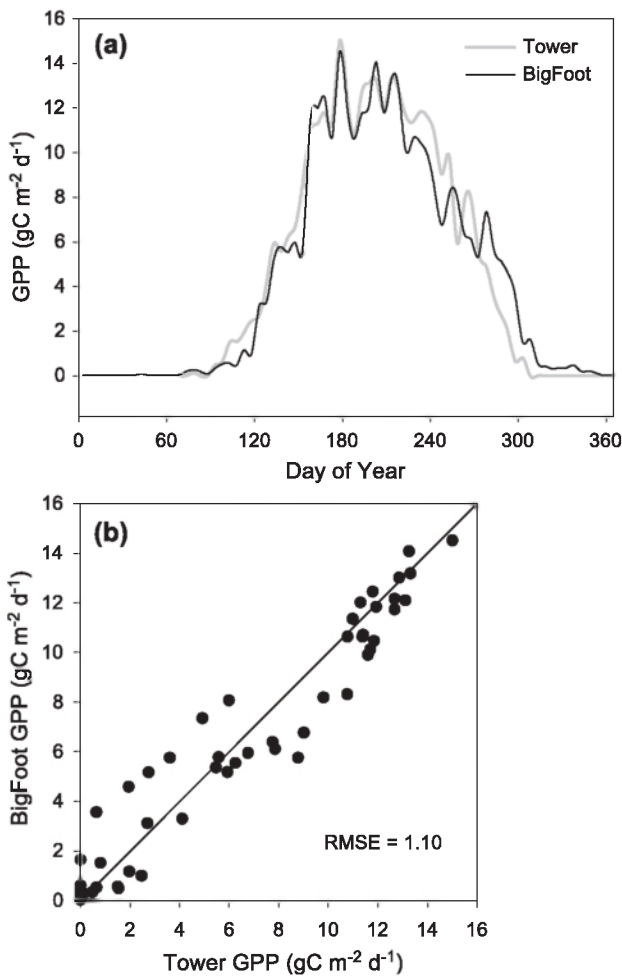 (a)
Tower
BigFoot
16
14
12
10
8
6
4
2
0
GPP (gC m⁻² d⁻¹)
0 60 120 180 240 300 360
Day of Year
(b)
16
14
12
10
8
6
4
2
0
BigFoot GPP (gC m⁻² d⁻¹)
RMSE = 1.10
0 2 4 6 8 10 12 14 16
Tower GPP (gC m⁻² d⁻¹)